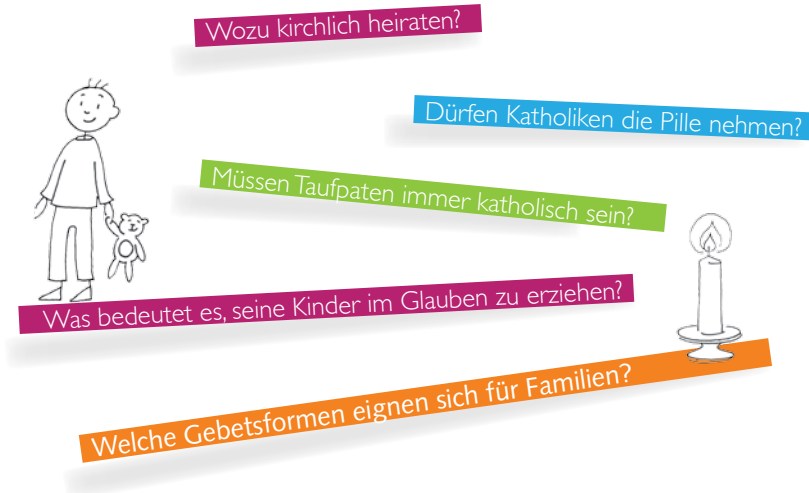 Wozu kirchlich heiraten?
Dürfen Katholiken die Pille nehmen?
Müssen Taufpaten immer katholisch sein?
Was bedeutet es, seine Kinder im Glauben zu erziehen?
Welche Gebetsformen eignen sich für Familien?